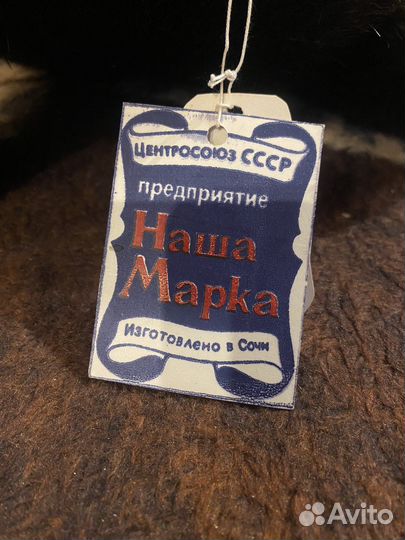 Центросоюз СССР
предприятие
Наша
Марка
Изготовлено в Сочи
Avito